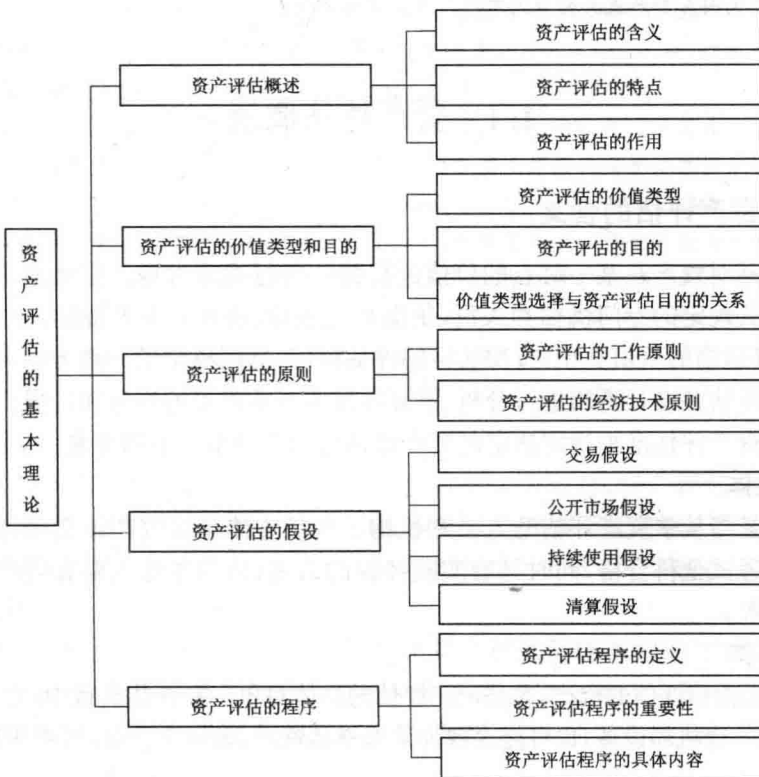 资产评估的基本理论
资产评估概述
资产评估的含义
资产评估的特点
资产评估的作用
资产评估的价值类型和目的
资产评估的价值类型
资产评估的目的
价值类型选择与资产评估目的的关系
资产评估的原则
资产评估的工作原则
资产评估的经济技术原则
资产评估的假设
交易假设
公开市场假设
持续使用假设
清算假设
资产评估的程序
资产评估程序的定义
资产评估程序的重要性
资产评估程序的具体内容